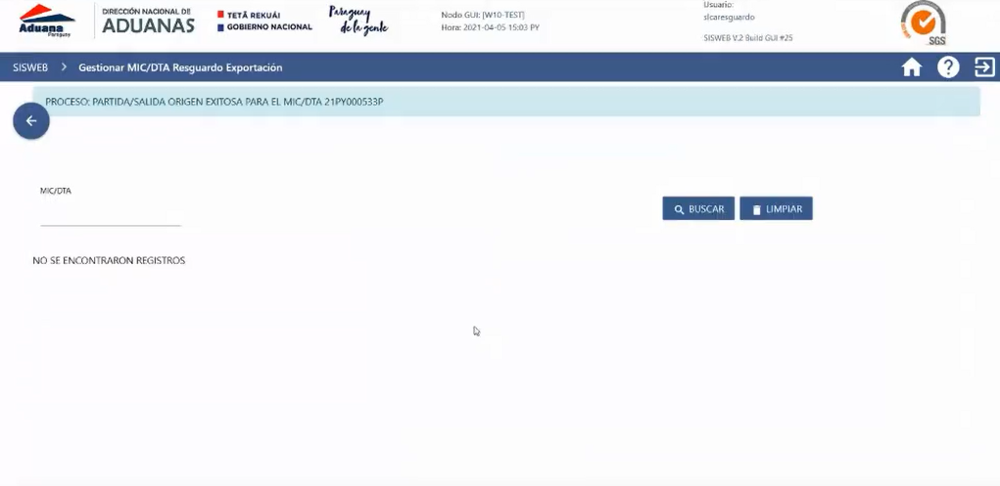 Aduana
Paraguay
DIRECCIÓN NACIONAL DE
ADUANAS
TETÃ REKUÁI
GOBIERNO NACIONAL
Paraguay
de la gente
Nodo GUI: [W10-TEST]
Hora: 2021-04-05 15:03 PY
Usuario:
slcaresguardo
SISWEB V.2 Build GUI #25
SGS
SISWEB > Gestionar MIC/DTA Resguardo Exportación
PROCESO: PARTIDA/SALIDA ORIGEN EXITOSA PARA EL MIC/DTA 21PY000533P
MIC/DTA
BUSCAR
LIMPIAR
NO SE ENCONTRARON REGISTROS